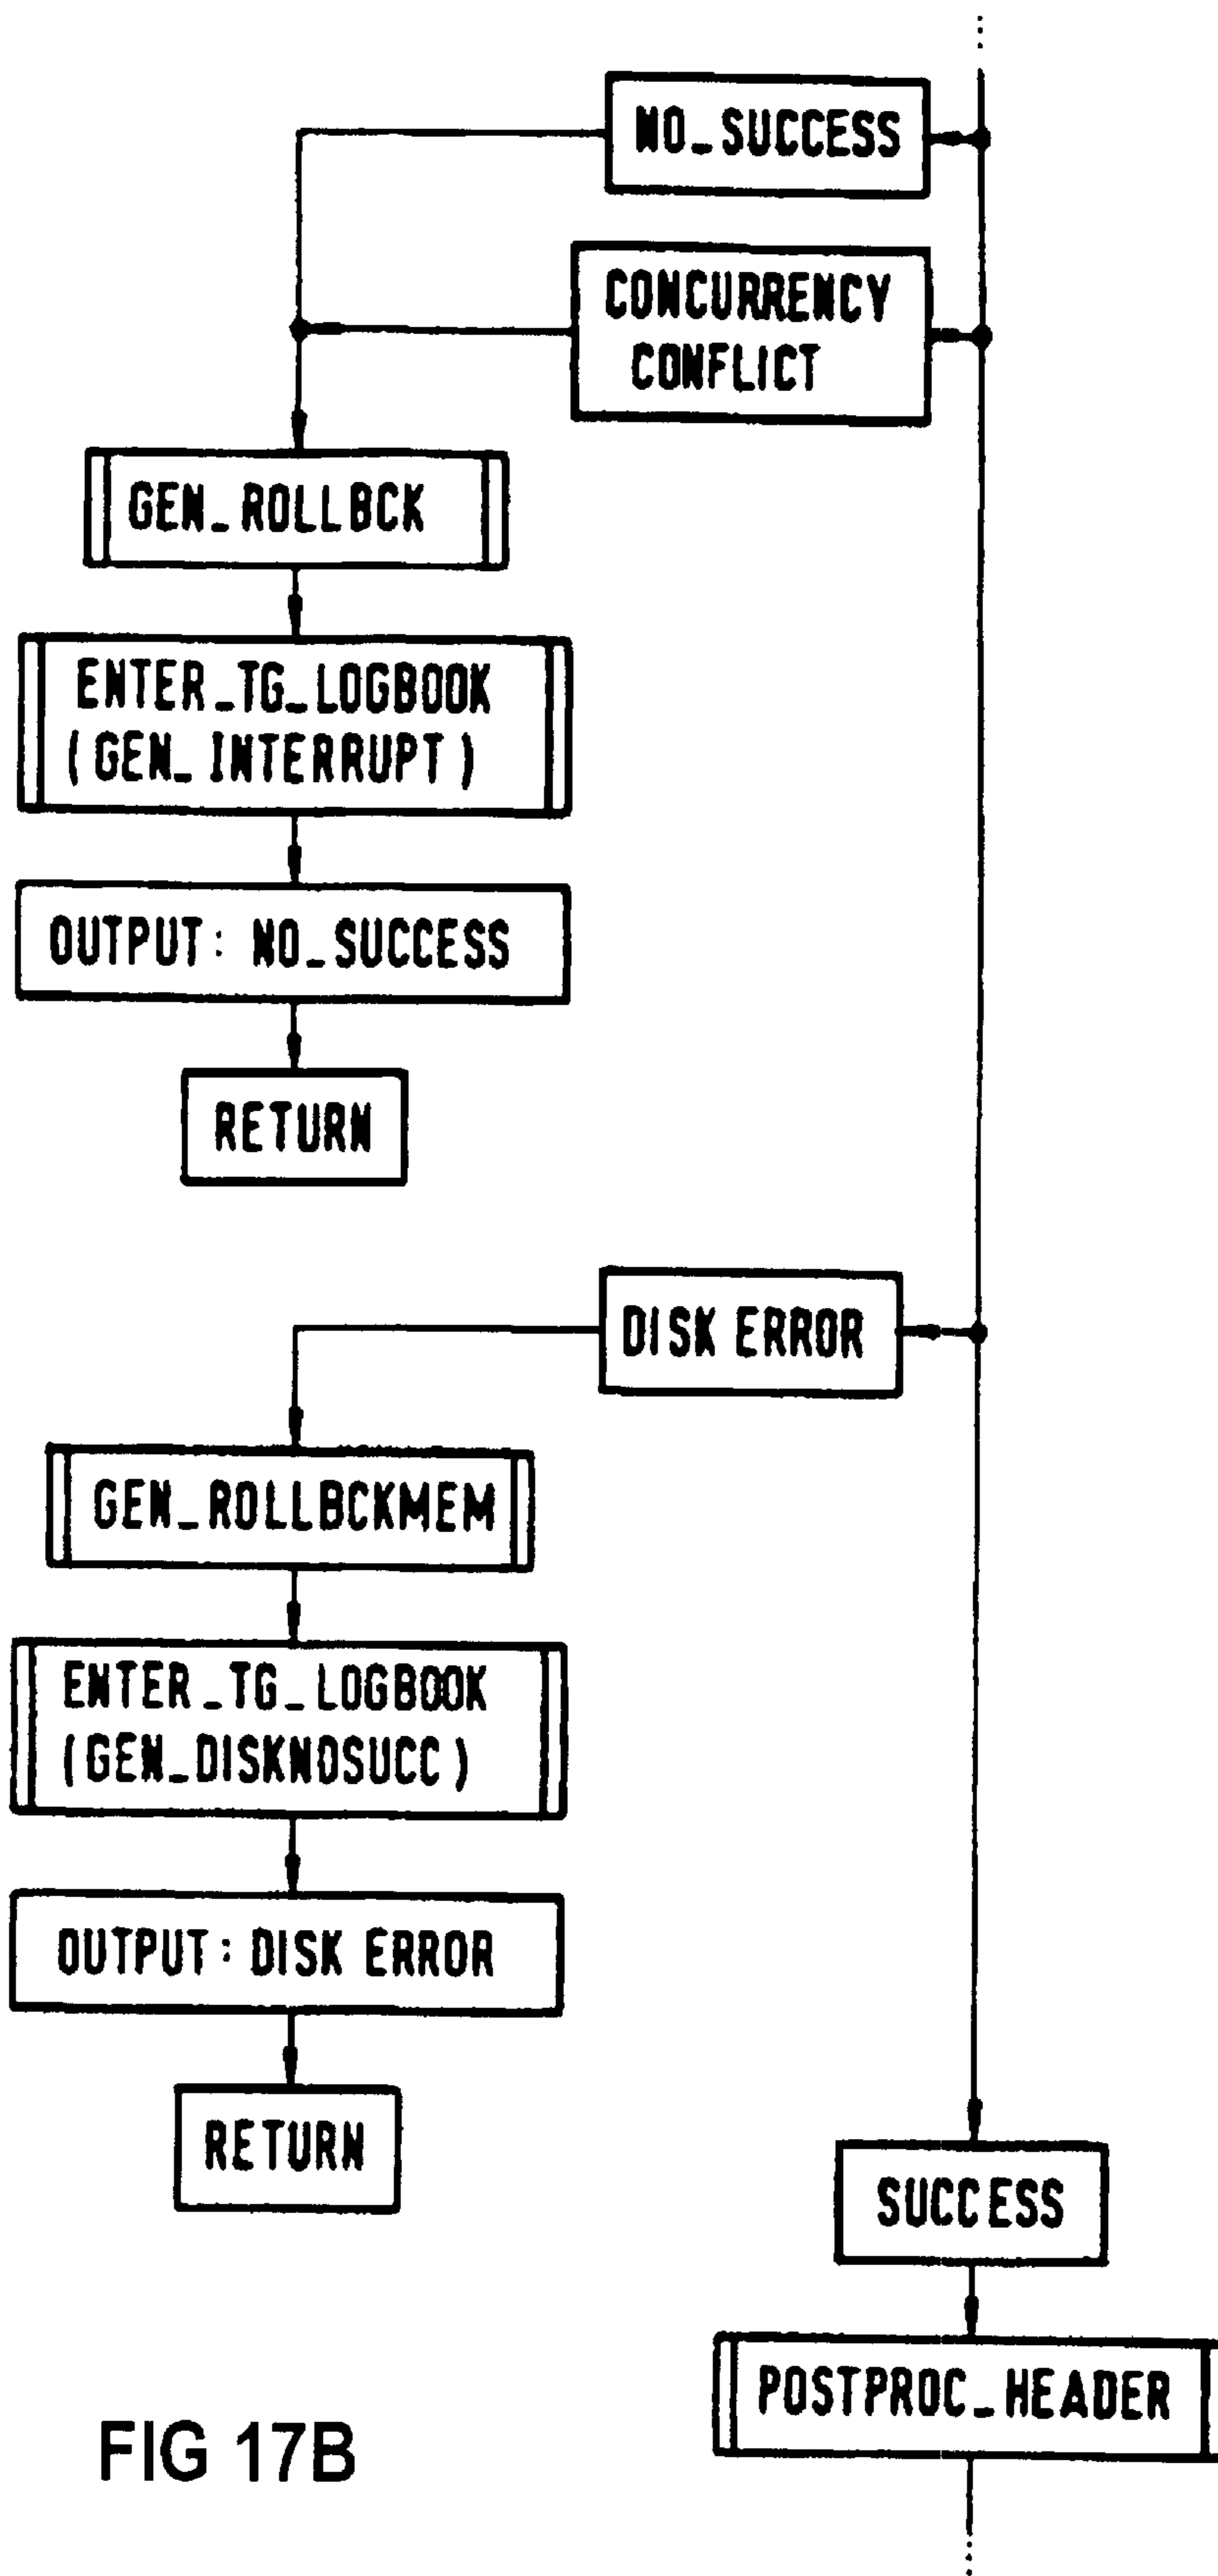 NO_SUCCESS
CONCURRENCY
CONFLICT
GEN_ROLLBCK
ENTER_TG_LOGBOOK
(GEN_INTERRUPT)
OUTPUT: NO_SUCCESS
RETURN
DISK ERROR
GEN_ROLLBCKMEM
ENTER_TG_LOGBOOK
(GEN_DISKNOSUCC)
OUTPUT: DISK ERROR
RETURN
SUCCESS
POSTPROC_HEADER
FIG 17B